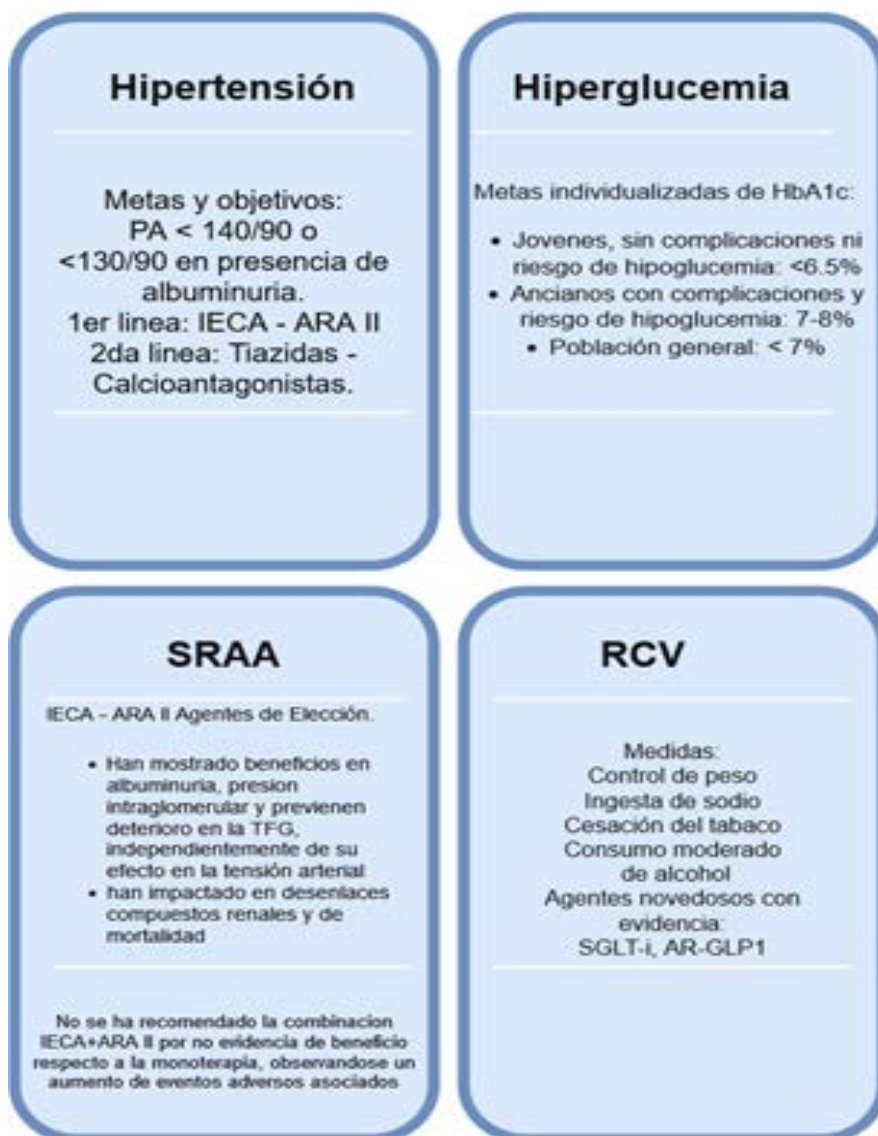 Hipertensión
Metas y objetivos:
PA < 140/90 o
<130/90 en presencia de
albuminuria.
1er linea: IECA - ARA II
2da linea: Tiazidas -
Calcioantagonistas.
Hiperglucemia
Metas individualizadas de HbA1c:
• Jovenes, sin complicaciones ni
riesgo de hipoglucemia: <6.5%
• Ancianos con complicaciones y
riesgo de hipoglucemia: 7-8%
• Población general: < 7%
SRAA
IECA - ARA II Agentes de Elección.
• Han mostrado beneficios en
albuminuria, presion
intraglomerular y previenen
deterioro en la TFG,
independientemente de su
efecto en la tensión arterial
• han impactado en desenlaces
compuestos renales y de
mortalidad
No se ha recomendado la combinacion
IECA+ARA II por no evidencia de beneficio
respecto a la monoterapia, observandose un
aumento de eventos adversos asociados
RCV
Medidas:
Control de peso
Ingesta de sodio
Cesación del tabaco
Consumo moderado
de alcohol
Agentes novedosos con
evidencia:
SGLT-i, AR-GLP1